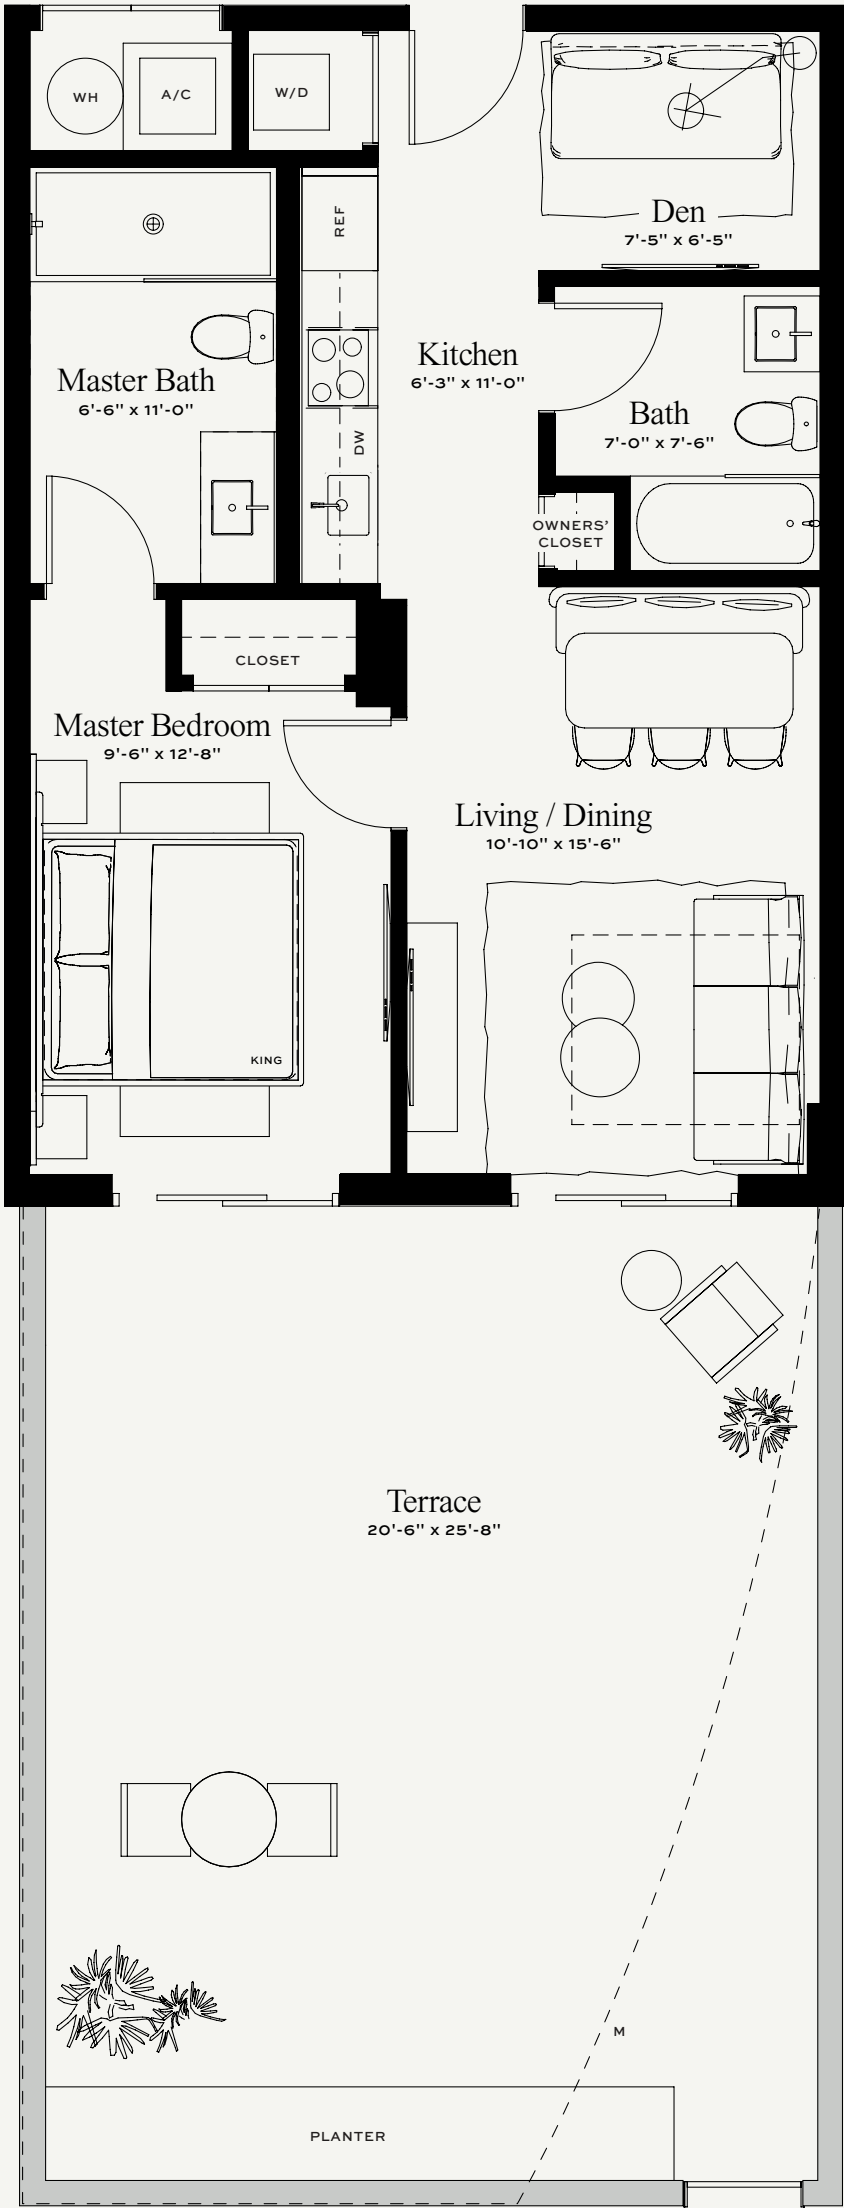 WH
A/C
W/D
Den
7'-5" x 6'-5"
REF
Kitchen
6'-3" x 11'-0"
Master Bath
6'-6" x 11'-0"
Bath
7'-0" x 7'-6"
DW
OWNERS'
CLOSET
CLOSET
Master Bedroom
9'-6" x 12'-8"
Living / Dining
10'-10" x 15'-6"
KING
Terrace
20'-6" x 25'-8"
M
PLANTER